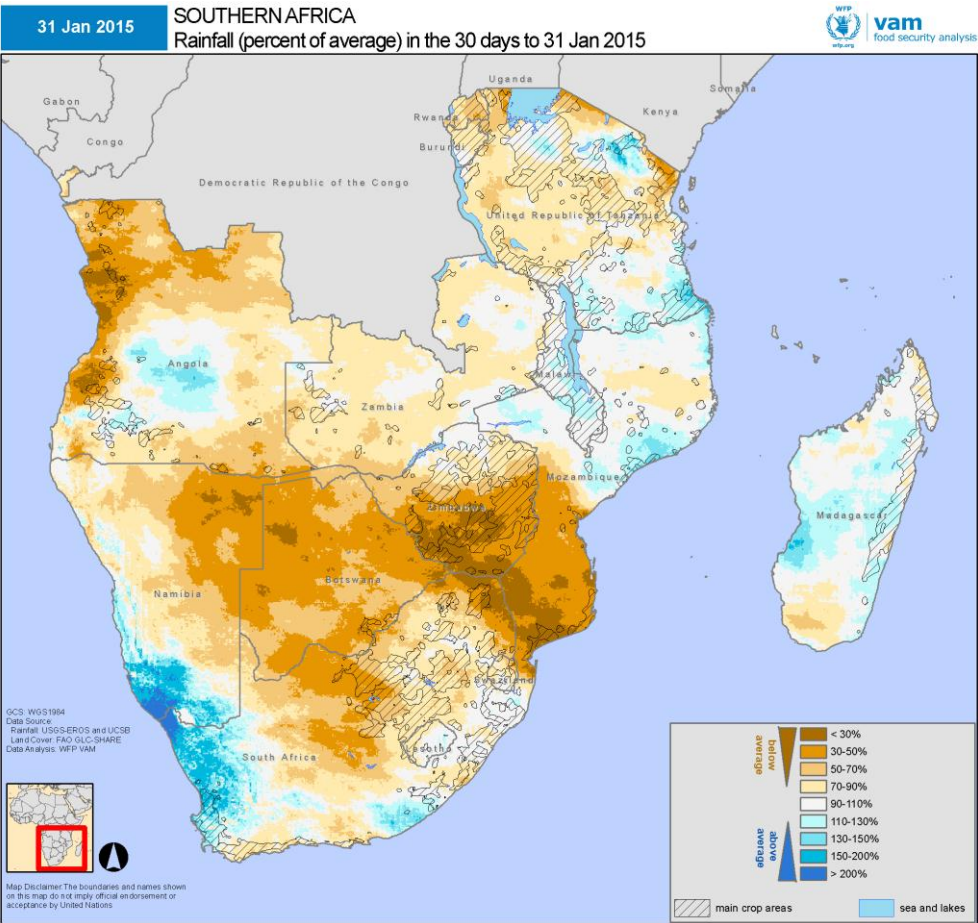 31 Jan 2015
SOUTHERN AFRICA
Rainfall (percent of average) in the 30 days to 31 Jan 2015
WFP
wfp.org
vam
food security analysis
Gabon
Congo
Democratic Republic of the Congo
Uganda
Rwanda
Burundi
Kenya
Somalia
United Republic of Tanzania
Angola
Zambia
Malawi
Mozambique
Zimbabwe
Madagascar
Namibia
Botswana
Swaziland
Lesotho
South Africa
GCS: WGS1984
Data Source:
Rainfall: USGS-EROS and UCSB
Land Cover: FAO GLC-SHARE
Data Analysis: WFP VAM
Map Disclaimer:The boundaries and names shown
on this map do not imply official endorsement or
acceptance by United Nations
below
average
above
average
< 30%
30-50%
50-70%
70-90%
90-110%
110-130%
130-150%
150-200%
> 200%
main crop areas
sea and lakes